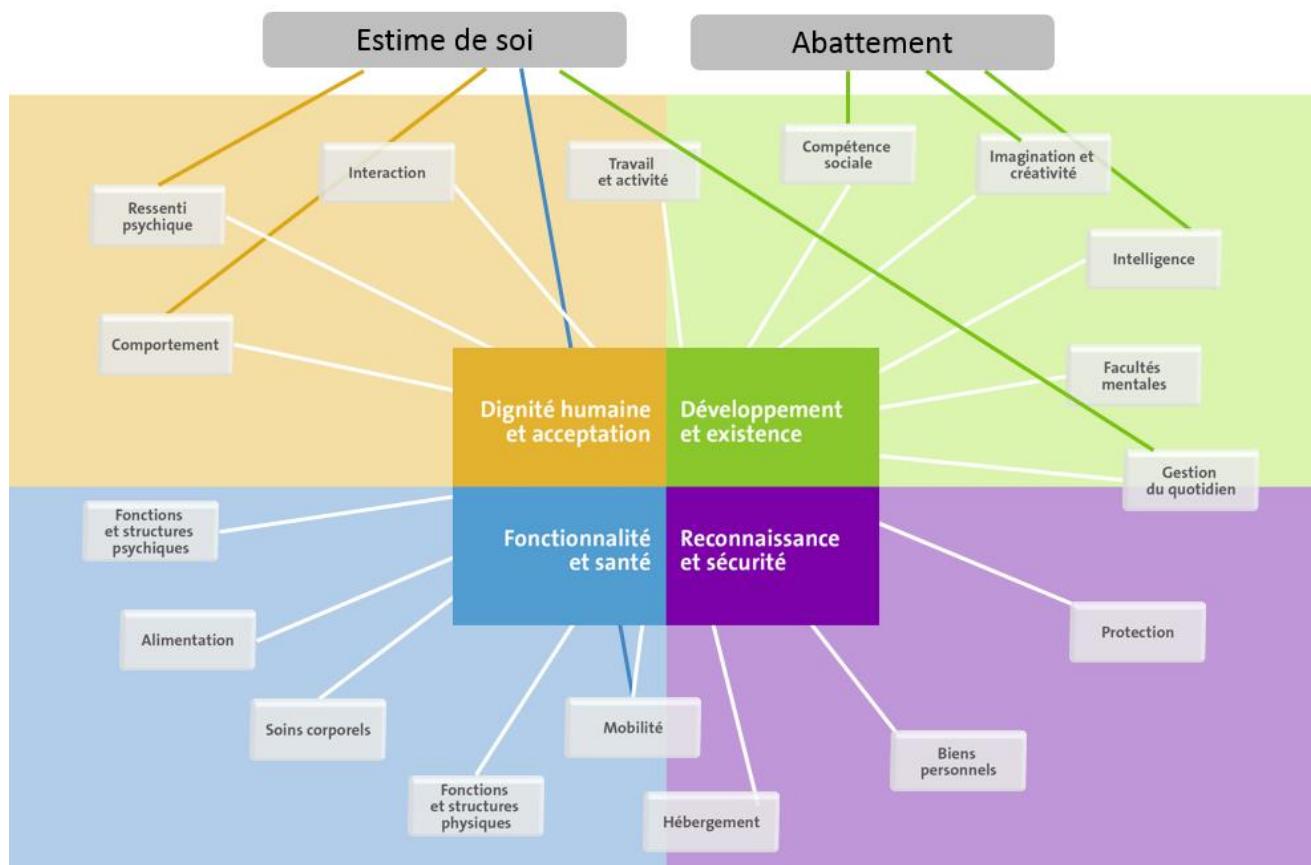 Estime de soi
Abattement
Interaction
Travail
et activité
Compétence
sociale
Imagination et
créativité
Ressenti
psychique
Intelligence
Comportement
Facultés
mentales
Dignité humaine
et acceptation
Développement
et existence
Gestion
du quotidien
Fonctions
et structures
psychiques
Fonctionnalité
et santé
Reconnaissance
et sécurité
Alimentation
Protection
Soins corporels
Mobilité
Biens
personnels
Fonctions
et structures
physiques
Hébergement